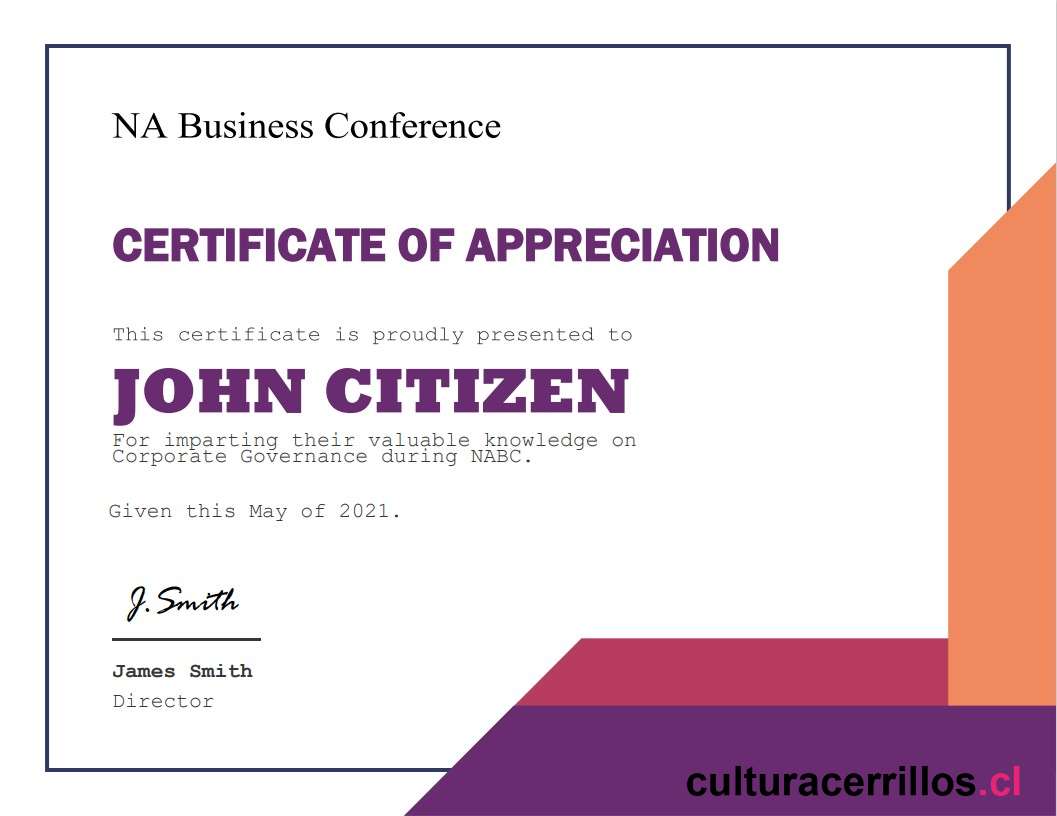 NA Business Conference
CERTIFICATE OF APPRECIATION
This certificate is proudly presented to
JOHN CITIZEN
For imparting their valuable knowledge on
Corporate Governance during NABC.
Given this May of 2021.
J. Smith
James Smith
Director
culturacerrillos.cl